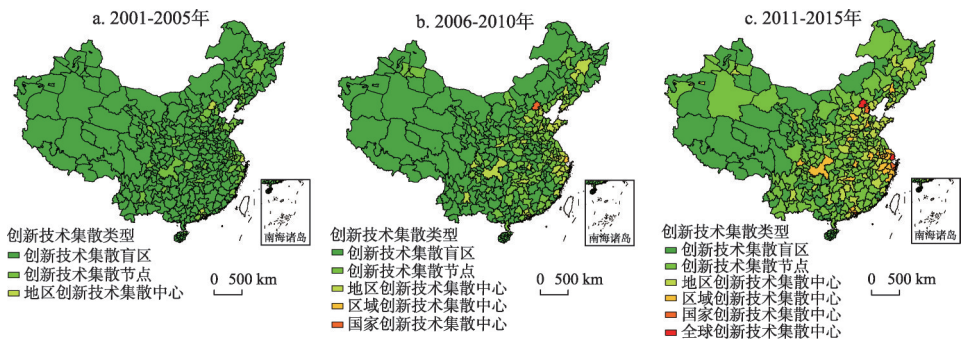 a. 2001-2005年
南海诸岛
创新技术集散类型
创新技术集散盲区
创新技术集散节点
地区创新技术集散中心
0 500 km
b. 2006-2010年
南海诸岛
创新技术集散类型
创新技术集散盲区
创新技术集散节点
地区创新技术集散中心
区域创新技术集散中心
国家创新技术集散中心
0 500 km
c. 2011-2015年
南海诸岛
创新技术集散类型
创新技术集散盲区
创新技术集散节点
地区创新技术集散中心
区域创新技术集散中心
国家创新技术集散中心
全球创新技术集散中心
0 500 km